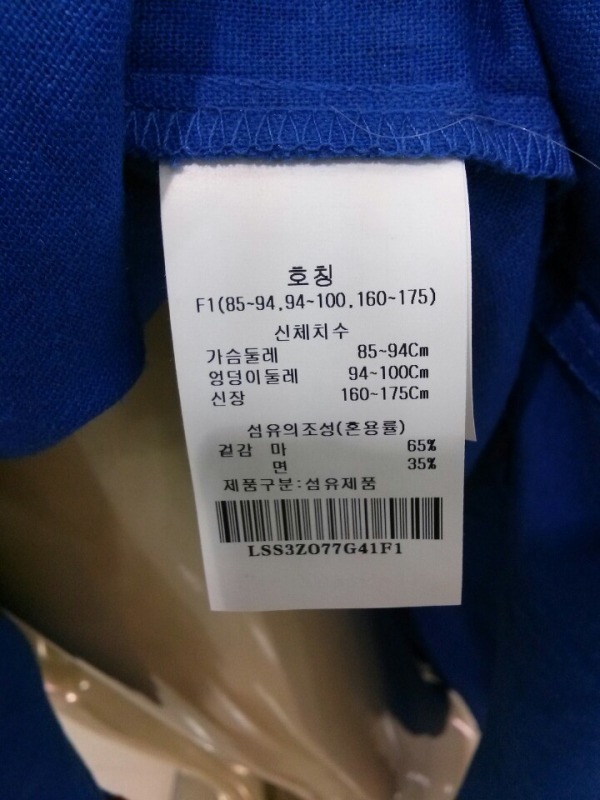 호칭
F1(85~94,94~100,160~175)
신체치수
가슴둘레 85~94Cm
엉덩이둘레 94~100Cm
신장 160~175Cm
섬유의조성(혼용률)
겉감 마 65%
면 35%
제품구분:섬유제품
LSS3ZO77G41F1